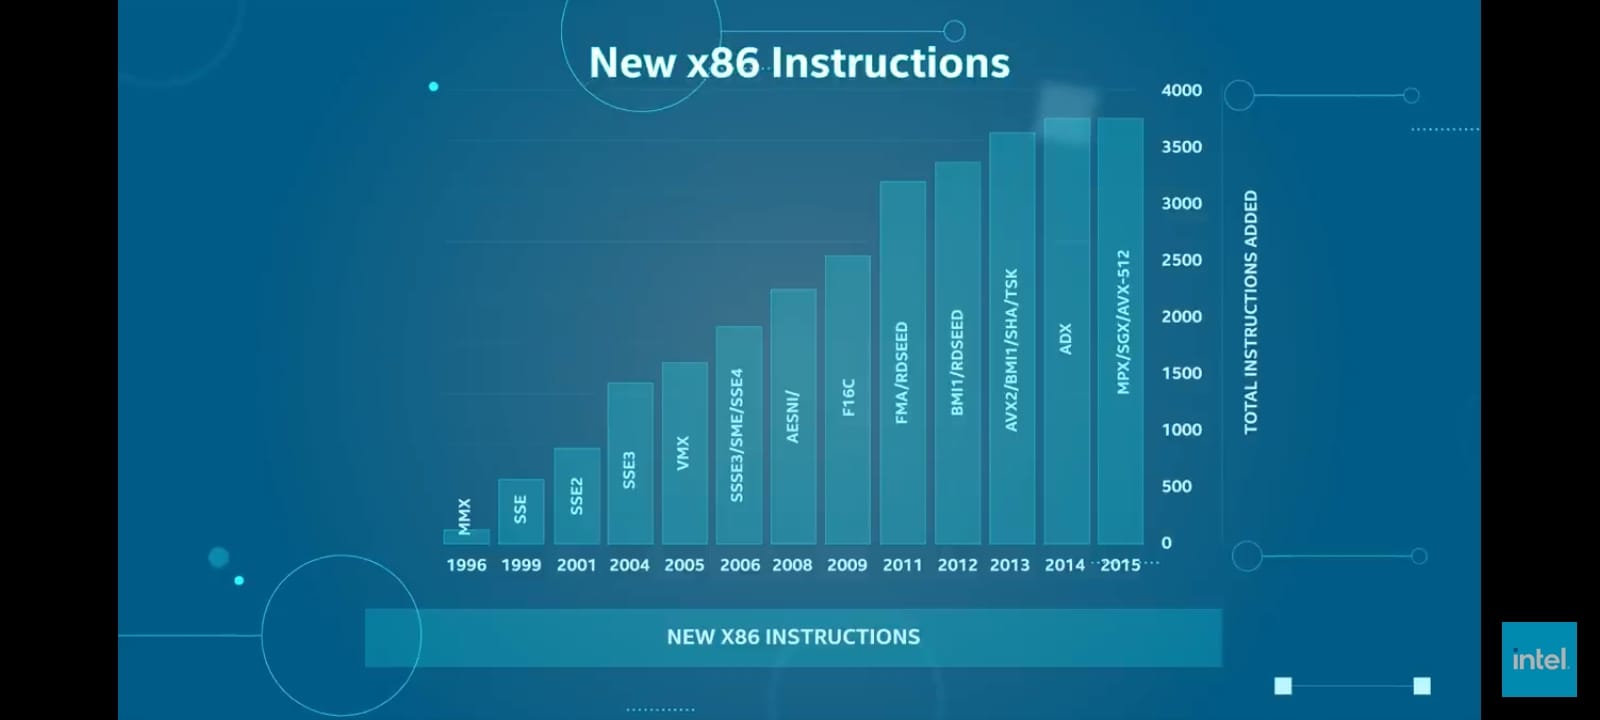 New x86 Instructions
4000
3500
3000
2500
2000
1500
1000
500
0
TOTAL INSTRUCTIONS ADDED
MMX
SSE
SSE2
SSE3
VMX
SSSE3/SME/SSE4
AESNI/
F16C
FMA/RDSEED
BMI1/RDSEED
AVX2/BMI1/SHA/TSK
ADX
MPX/SGX/AVX-512
1996 1999 2001 2004 2005 2006 2008 2009 2011 2012 2013 2014 2015
NEW X86 INSTRUCTIONS
intel.